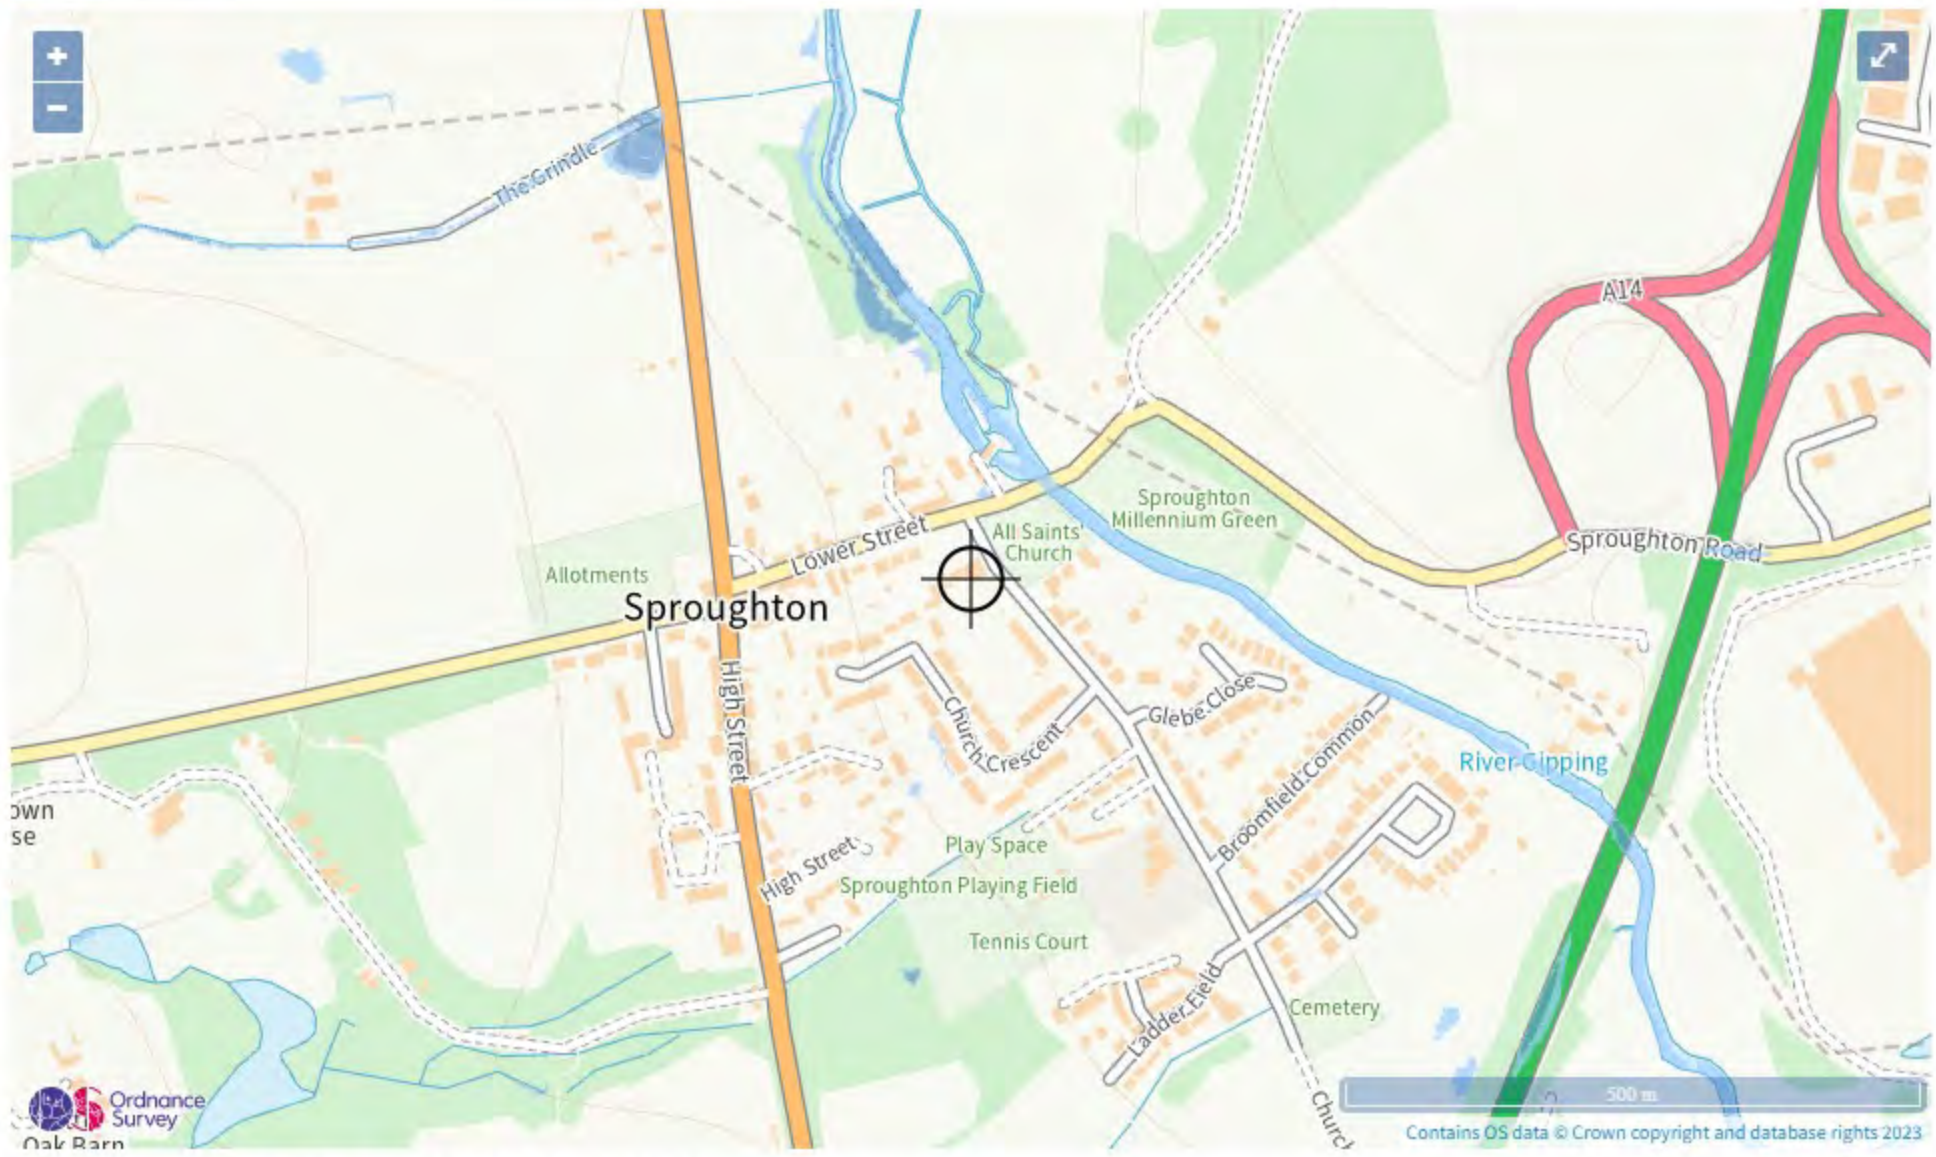 +
−
The Grindle
A14
Sproughton
Millennium Green
All Saints'
Church
Lower Street
Sproughton Road
Allotments
Sproughton
High Street
Church Crescent
Glebe Close
Broomfield Common
River Gipping
own
se
High Street
Play Space
Sproughton Playing Field
Tennis Court
Ladder Field
Cemetery
Church
Ordnance
Survey
Oak Barn
500 m
Contains OS data © Crown copyright and database rights 2023